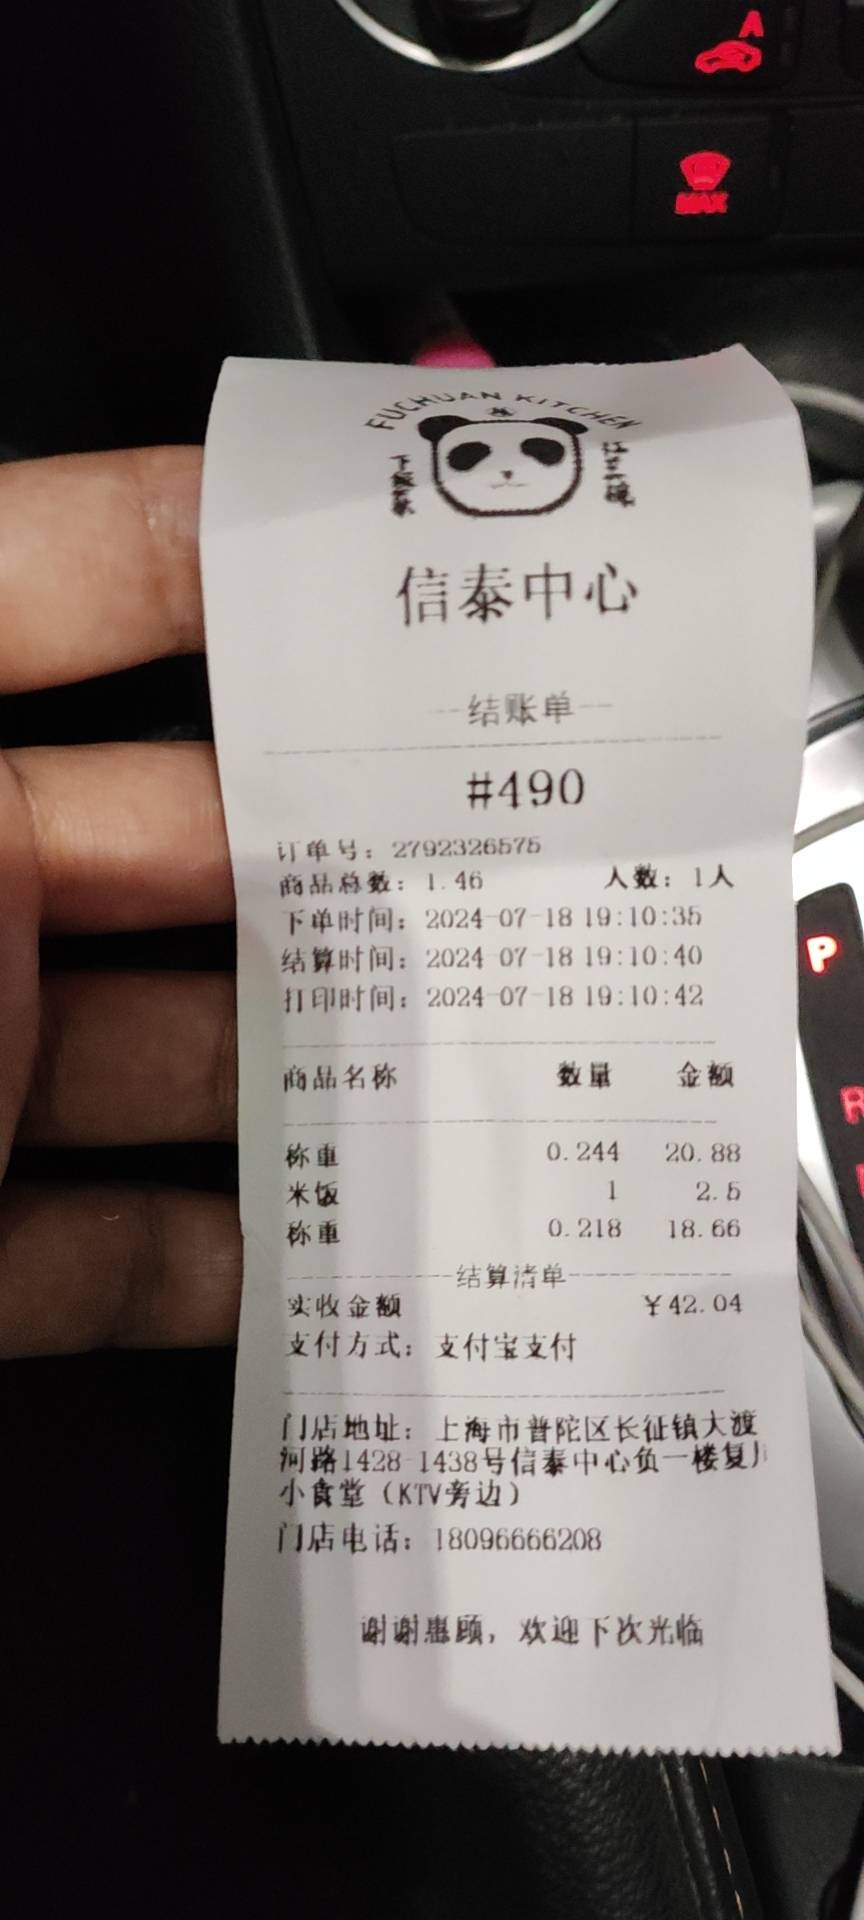 A
MAX
FUCHUAN KITCHEN
信泰中心
结账单
#490
订单号：2792326575
商品总数：1.46 人数：1人
下单时间：2024-07-18 19:10:35
结算时间：2024-07-18 19:10:40
打印时间：2024-07-18 19:10:42
商品名称 数量 金额
称重 0.244 20.88
米饭 1 2.5
称重 0.218 18.66
结算清单
实收金额 ￥42.04
支付方式：支付宝支付
门店地址：上海市普陀区长征镇大渡
河路1428-1438号信泰中心负一楼复
小食堂（KTV旁边）
门店电话：18096666208
谢谢惠顾，欢迎下次光临
P
R